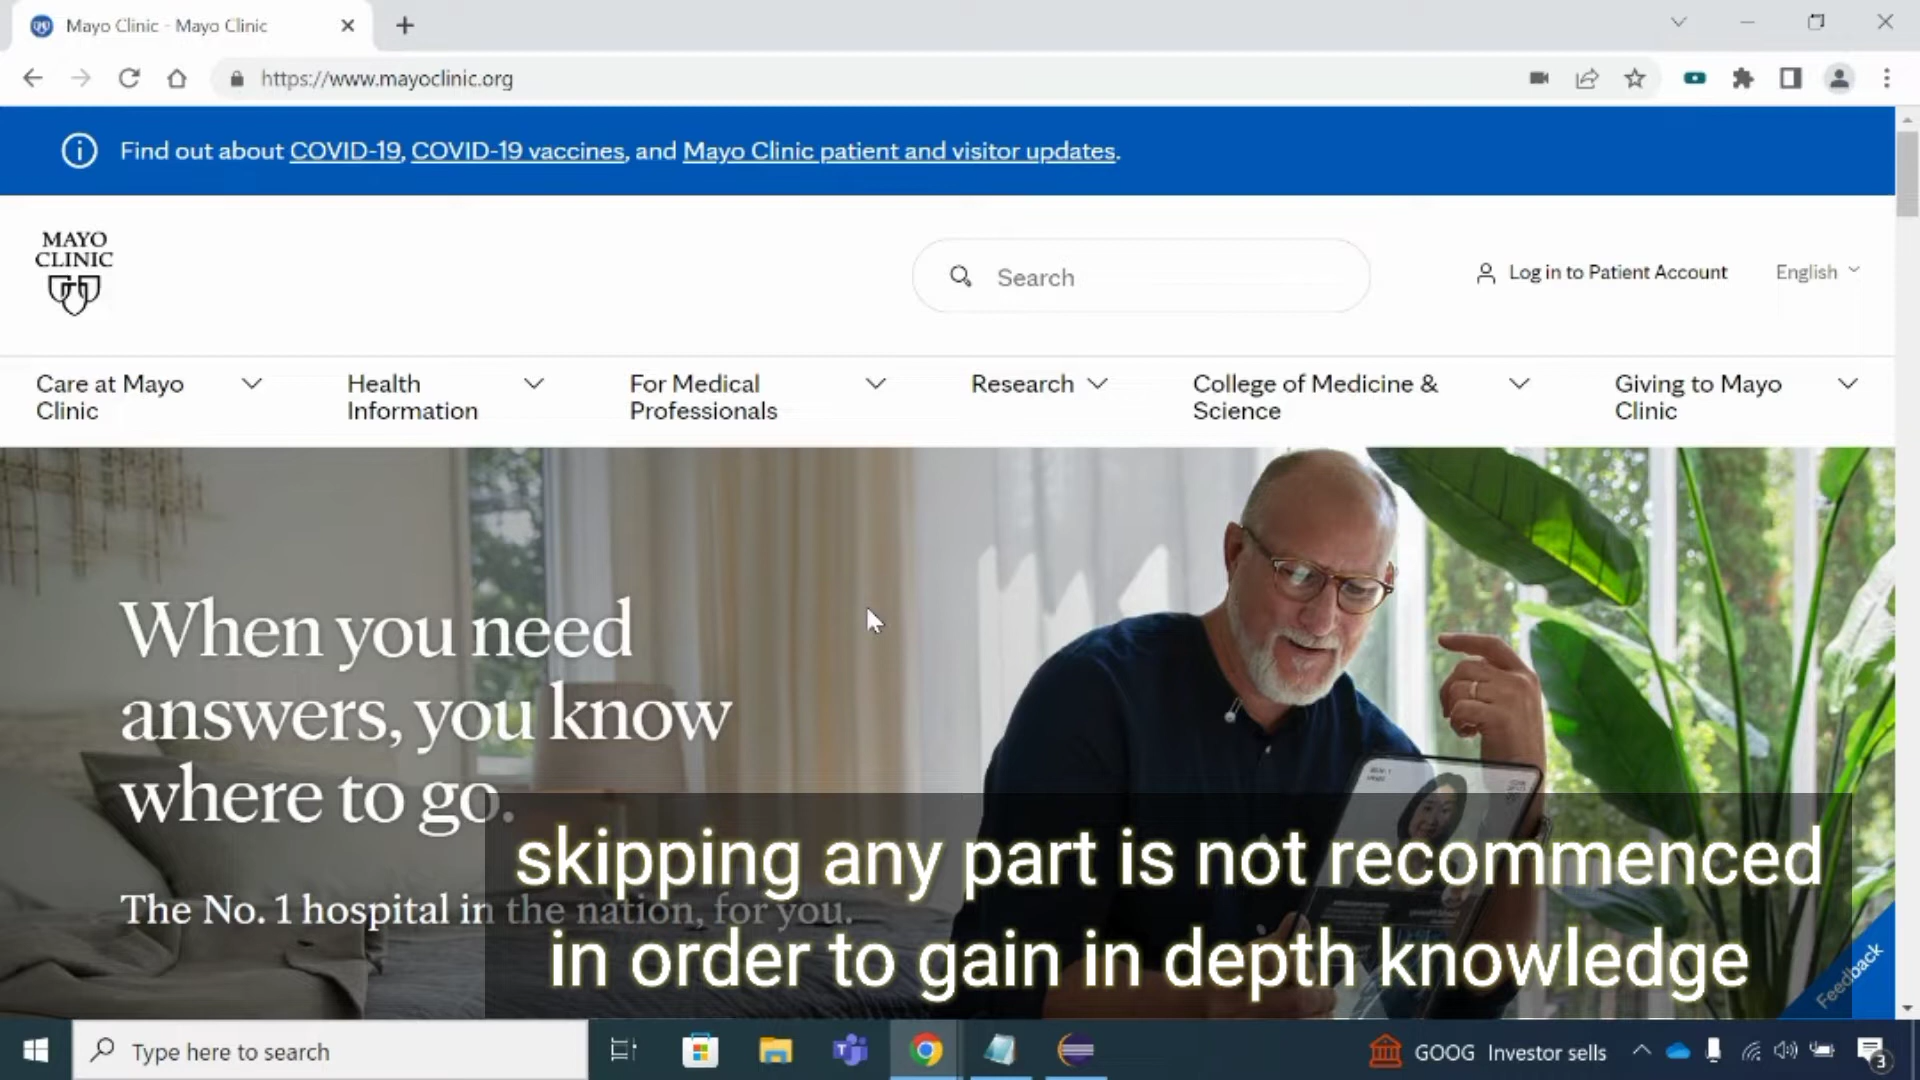 Mayo Clinic - Mayo Clinic
https://www.mayoclinic.org
Find out about COVID-19, COVID-19 vaccines, and Mayo Clinic patient and visitor updates.
MAYO
CLINIC
Search
Log in to Patient Account
English
Care at Mayo
Clinic
Health
Information
For Medical
Professionals
Research
College of Medicine &
Science
Giving to Mayo
Clinic
When you need
answers, you know
where to go.
The No. 1 hospital in the nation, for you.
skipping any part is not recommenced
in order to gain in depth knowledge
Feedback
Type here to search
GOOG Investor sells
3